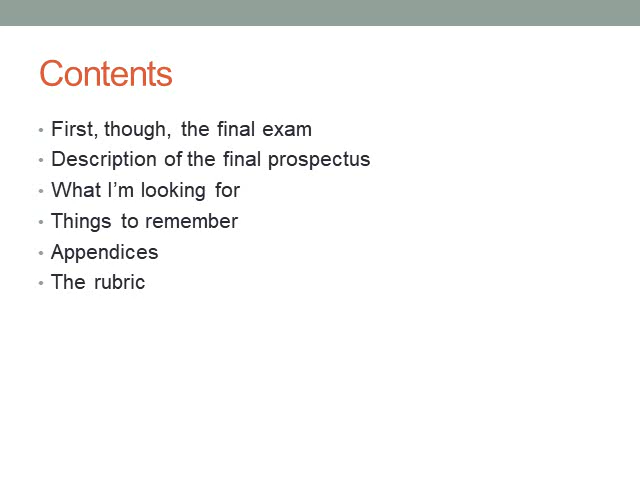 Contents
• First, though, the final exam
• Description of the final prospectus
• What I’m looking for
• Things to remember
• Appendices
• The rubric